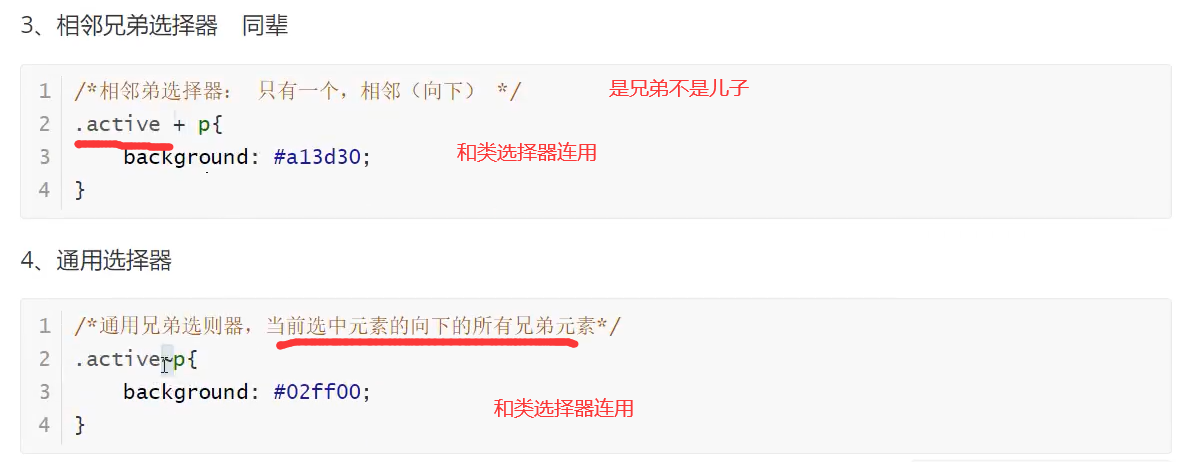 3、相邻兄弟选择器 同辈
1 /*相邻弟选择器： 只有一个，相邻（向下） */ 是兄弟不是儿子
2 .active + p{
3 background: #a13d30; 和类选择器连用
4 }
4、通用选择器
1 /*通用兄弟选则器，当前选中元素的向下的所有兄弟元素*/
2 .active~p{
3 background: #02ff00; 和类选择器连用
4 }